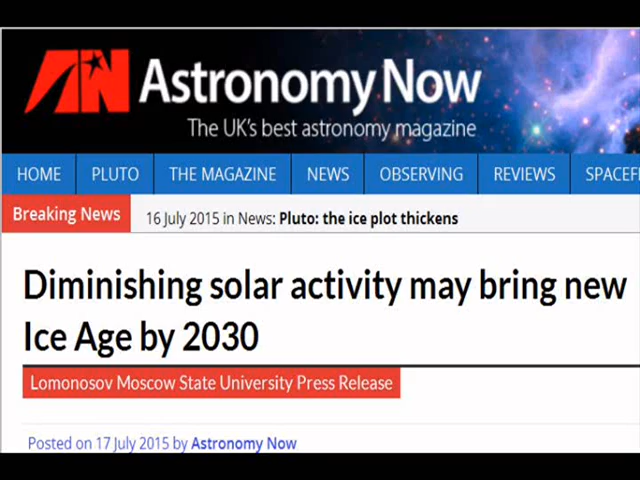 AN Astronomy Now
The UK's best astronomy magazine
HOME PLUTO THE MAGAZINE NEWS OBSERVING REVIEWS SPACEF
Breaking News 16 July 2015 in News: Pluto: the ice plot thickens
Diminishing solar activity may bring new
Ice Age by 2030
Lomonosov Moscow State University Press Release
Posted on 17 July 2015 by Astronomy Now